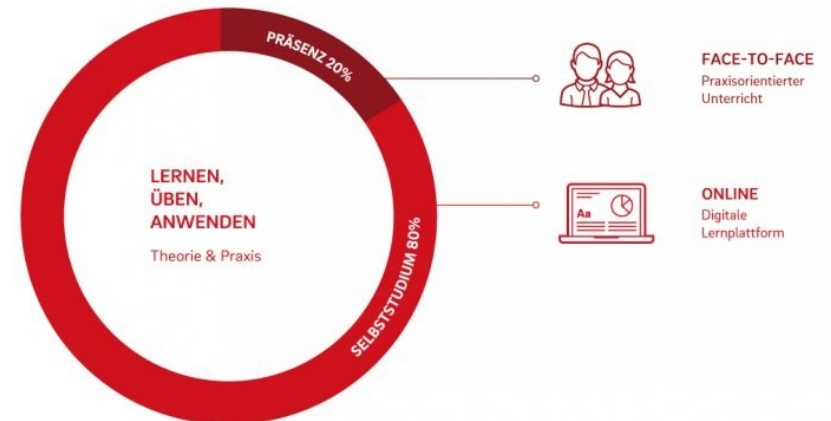 PRÄSENZ 20%
FACE-TO-FACE
Praxisorientierter
Unterricht
LERNEN,
ÜBEN,
ANWENDEN
Theorie & Praxis
SELBSTSTUDIUM 80%
Aa
ONLINE
Digitale
Lernplattform